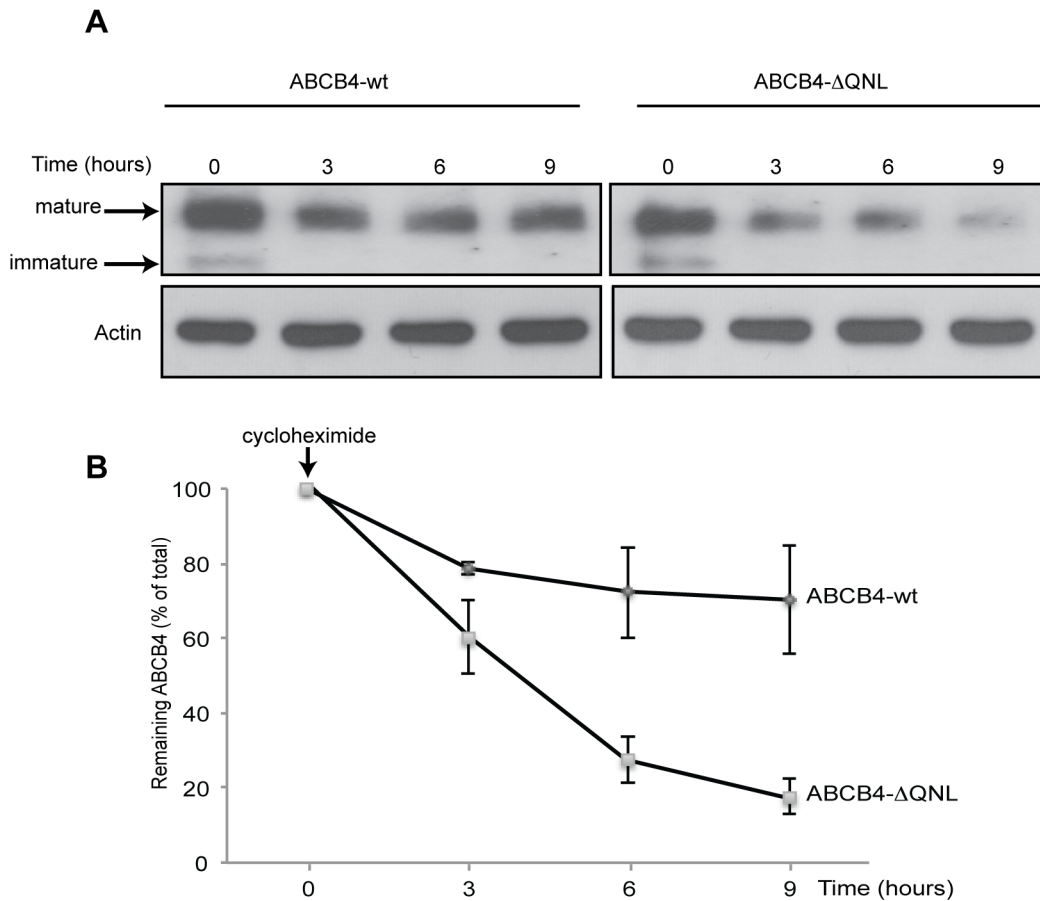 A
ABCB4-wt ABCB4-ΔQNL
Time (hours) 0 3 6 9 0 3 6 9
mature
immature
Actin
B
cycloheximide
Remaining ABCB4 (% of total)
100
80
60
40
20
0
ABCB4-wt
ABCB4-ΔQNL
0 3 6 9 Time (hours)